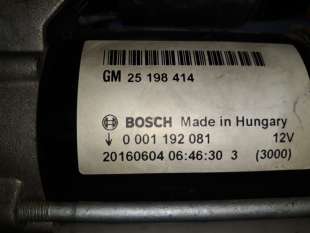 GM 25 198 414
BOSCH Made in Hungary
0 001 192 081 12V
20160604 06:46:30 3 (3000)